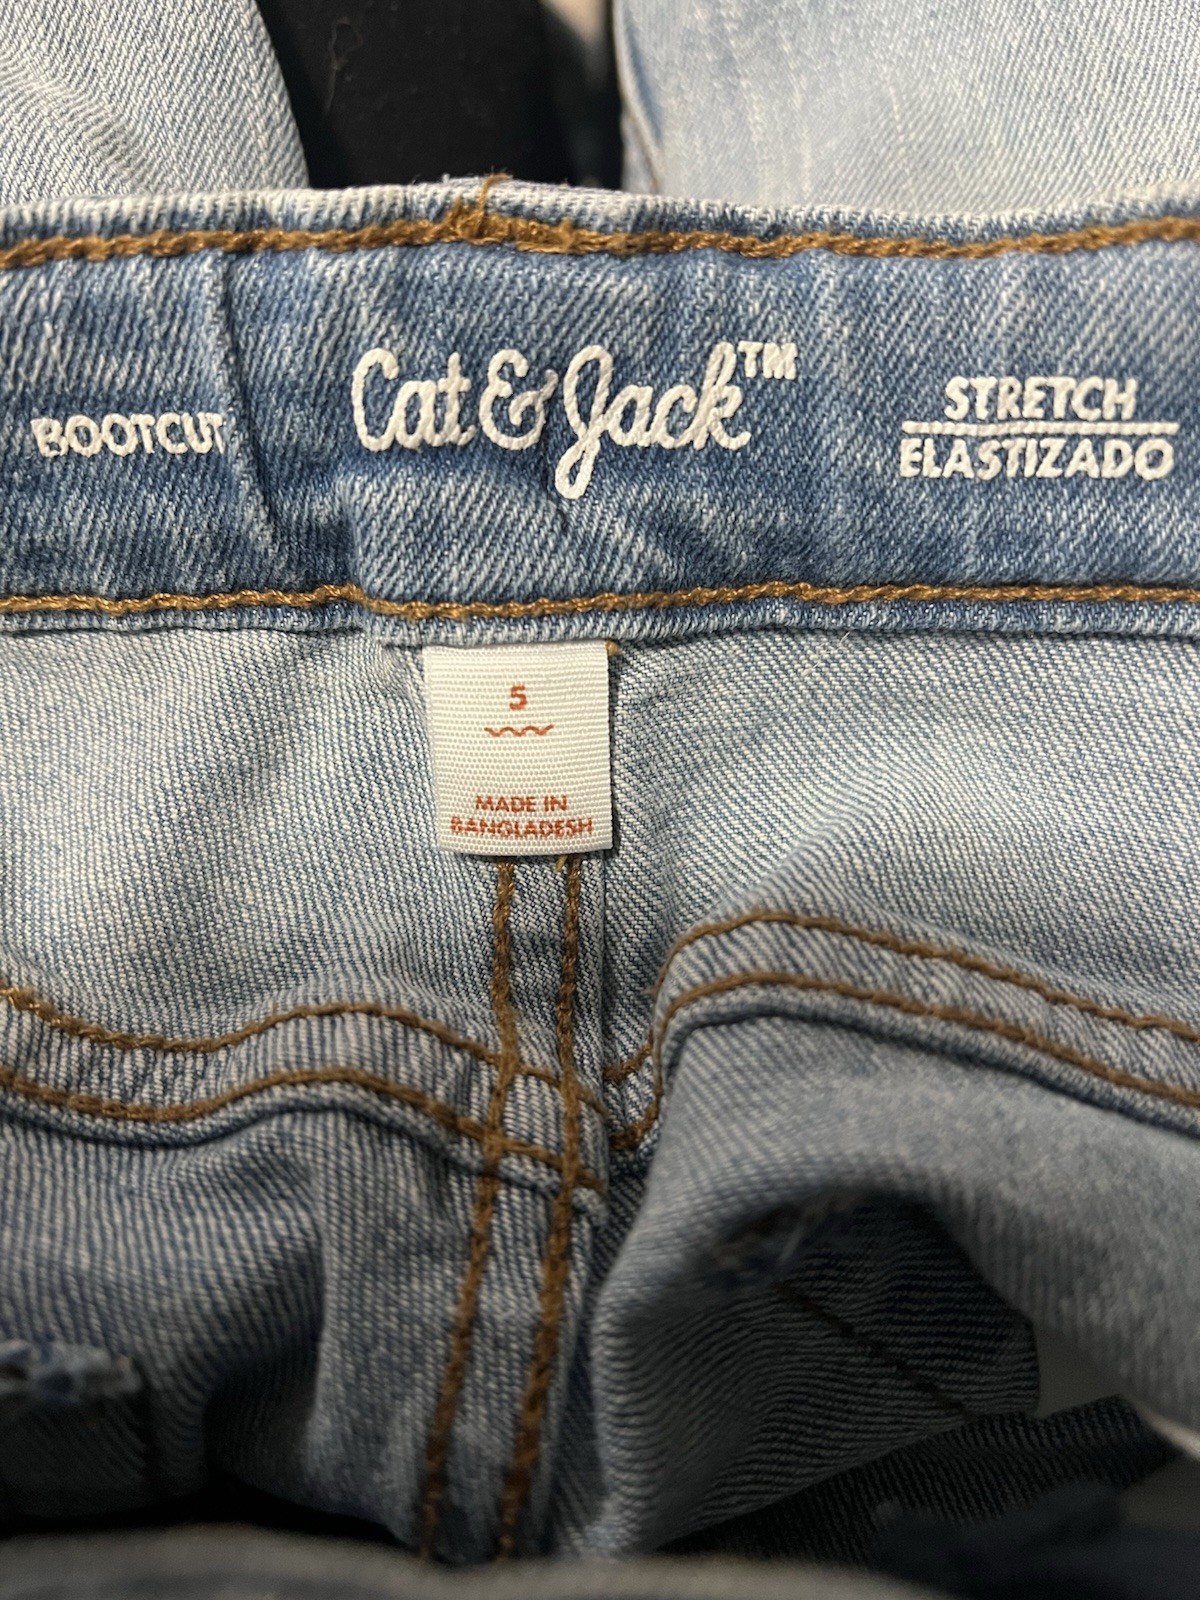 BOOTCUT
Cat & Jack™
STRETCH
ELASTIZADO
5
MADE IN
BANGLADESH